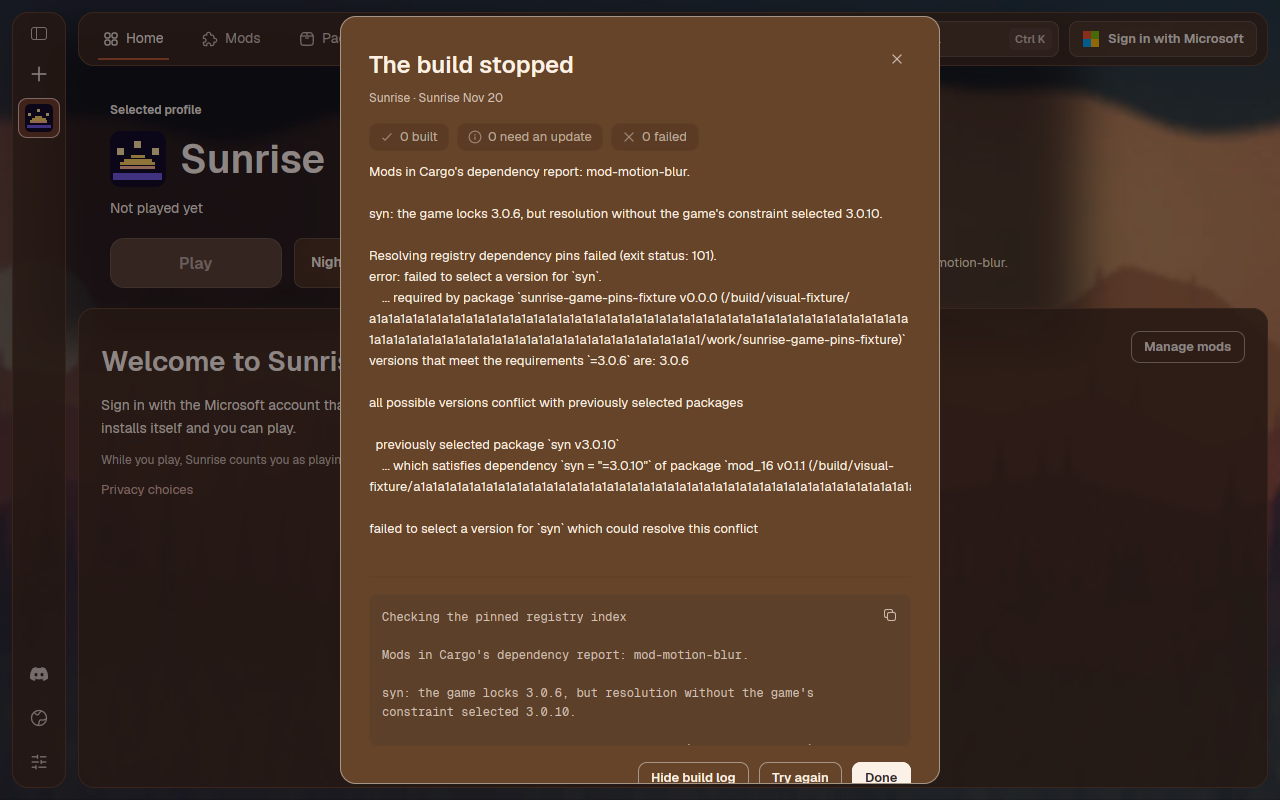 Home
Mods
Ctrl K
Sign in with Microsoft
Selected profile
Sunrise
Not played yet
Play
motion-blur.
Manage mods
Sign in with the Microsoft account
installs itself and you can play.
While you play, Sunrise counts you as
Privacy choices
The build stopped
Sunrise · Sunrise Nov 20
0 built
0 need an update
0 failed
Mods in Cargo's dependency report: mod-motion-blur.
syn: the game locks 3.0.6, but resolution without the game's constraint selected 3.0.10.
Resolving registry dependency pins failed (exit status: 101).
error: failed to select a version for `syn`.
... required by package `sunrise-game-pins-fixture v0.0.0 (/build/visual-fixture/
/work/sunrise-game-pins-fixture)`
versions that meet the requirements `=3.0.6` are: 3.0.6
all possible versions conflict with previously selected packages
previously selected package `syn v3.0.10`
... which satisfies dependency `syn = "=3.0.10"` of package `mod_16 v0.1.1 (/build/visual-
failed to select a version for `syn` which could resolve this conflict
Checking the pinned registry index
Mods in Cargo's dependency report: mod-motion-blur.
syn: the game locks 3.0.6, but resolution without the game's
constraint selected 3.0.10.
Hide build log
Try again
Done